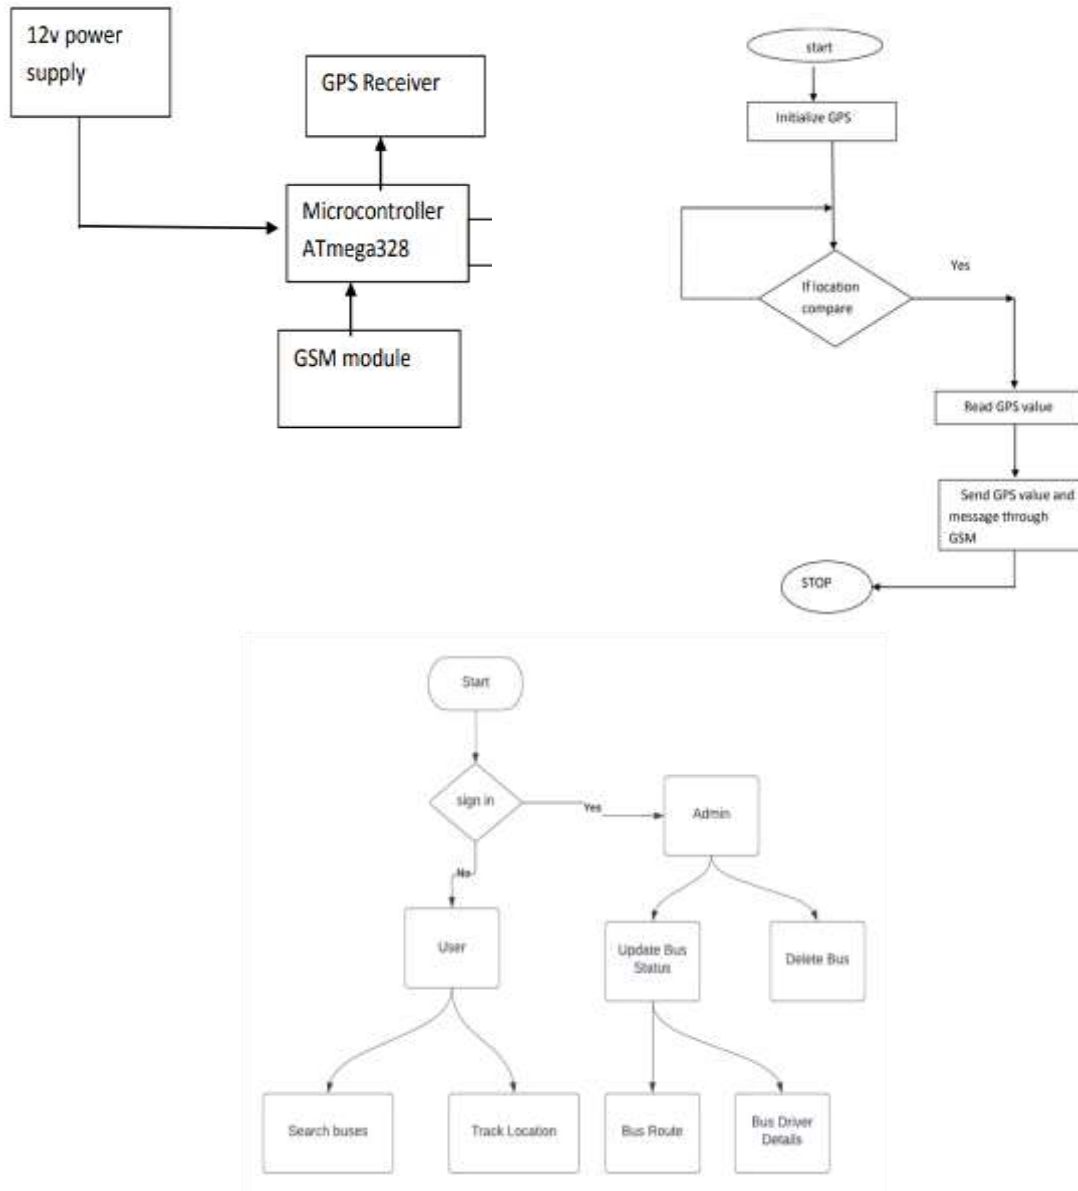 12v power
supply
GPS Receiver
Microcontroller
ATmega328
GSM module
start
Initialize GPS
If location
compare
Yes
Read GPS value
Send GPS value and
message through
GSM
STOP
Start
sign in
Yes
Admin
No
User
Update Bus
Status
Delete Bus
Search buses
Track Location
Bus Route
Bus Driver
Details